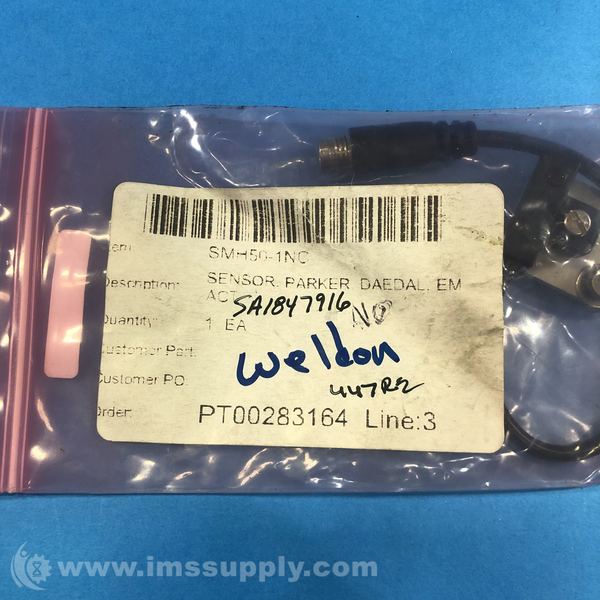 SMH50-1NC
Description: SENSOR, PARKER, DAEDAL, EM
ACT
SA1847916
NO
Quantity: 1 EA
Customer Part:
weldon
Customer PO:
447R2
Order: PT00283164 Line:3
www.imssupply.com